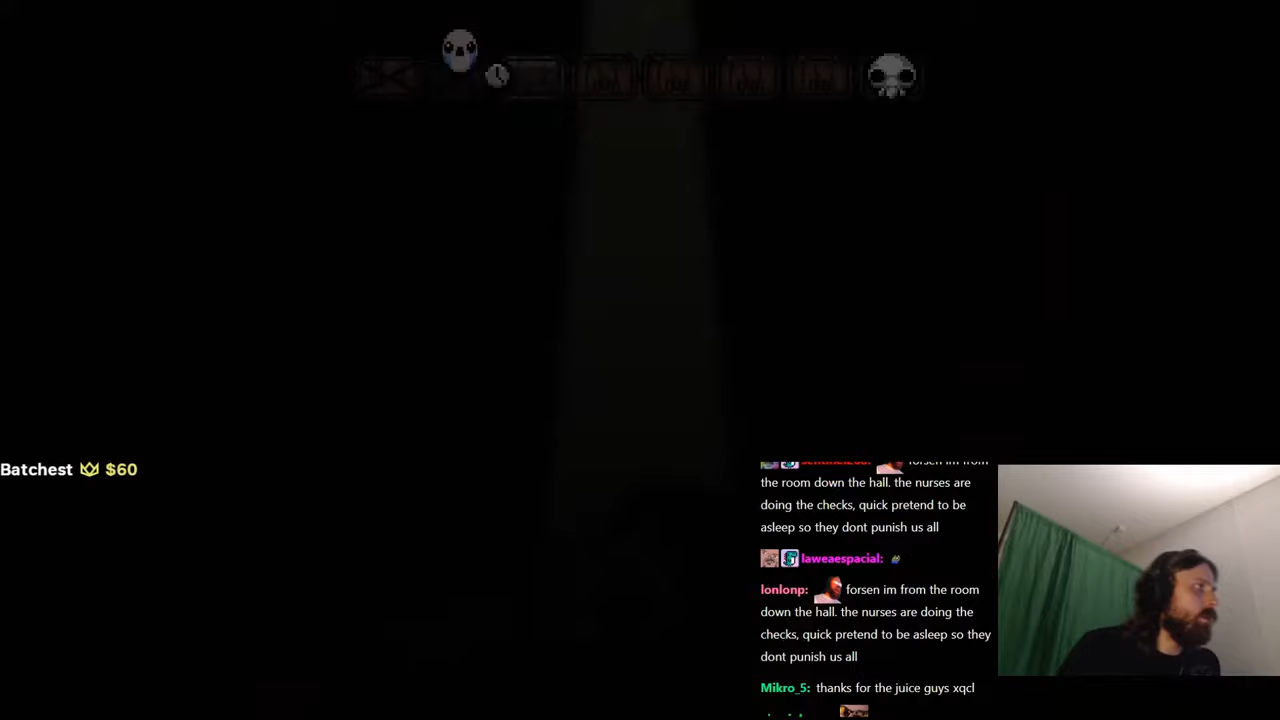 Batchest $60
forsen im from
the room down the hall. the nurses are
doing the checks, quick pretend to be
asleep so they dont punish us all
laweaespacial:
lonlonp: forsen im from the room
down the hall. the nurses are doing the
checks, quick pretend to be asleep so they
dont punish us all
Mikro_5: thanks for the juice guys xqcl